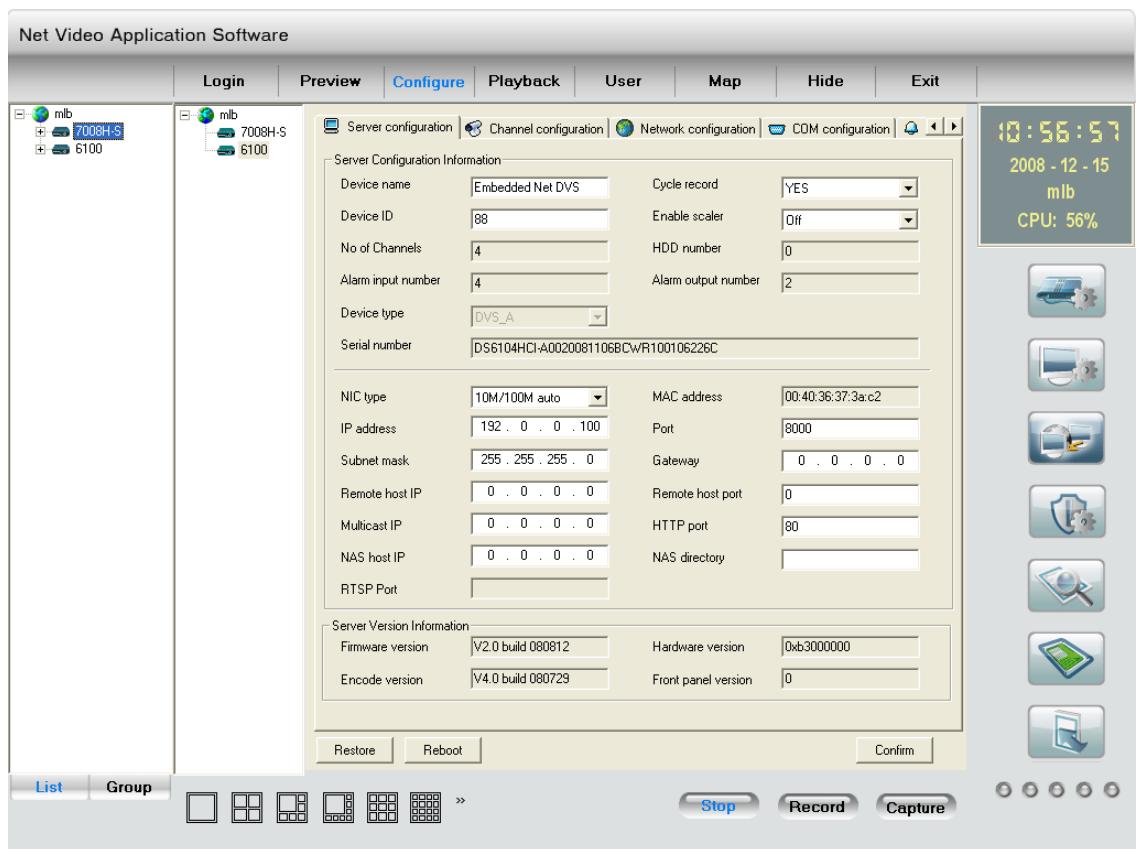 Net Video Application Software
Login Preview Configure Playback User Map Hide Exit
mlb
7008H-S
6100
mlb
7008H-S
6100
Server configuration Channel configuration Network configuration COM configuration
Server Configuration Information
Device name Embedded Net DVS Cycle record YES
Device ID 88 Enable scaler Off
No of Channels 4 HDD number 0
Alarm input number 4 Alarm output number 2
Device type DVS_A
Serial number DS6104HCI-A0020081106BCWR100106226C
NIC type 10M/100M auto MAC address 00:40:36:37:3a:c2
IP address 192 . 0 . 0 . 100 Port 8000
Subnet mask 255 . 255 . 255 . 0 Gateway 0 . 0 . 0 . 0
Remote host IP 0 . 0 . 0 . 0 Remote host port 0
Multicast IP 0 . 0 . 0 . 0 HTTP port 80
NAS host IP 0 . 0 . 0 . 0 NAS directory
RTSP Port
Server Version Information
Firmware version V2.0 build 080812 Hardware version 0xb3000000
Encode version V4.0 build 080729 Front panel version 0
Restore Reboot Confirm
10:56:57
2008 - 12 - 15
mlb
CPU: 56%
List Group
» Stop Record Capture